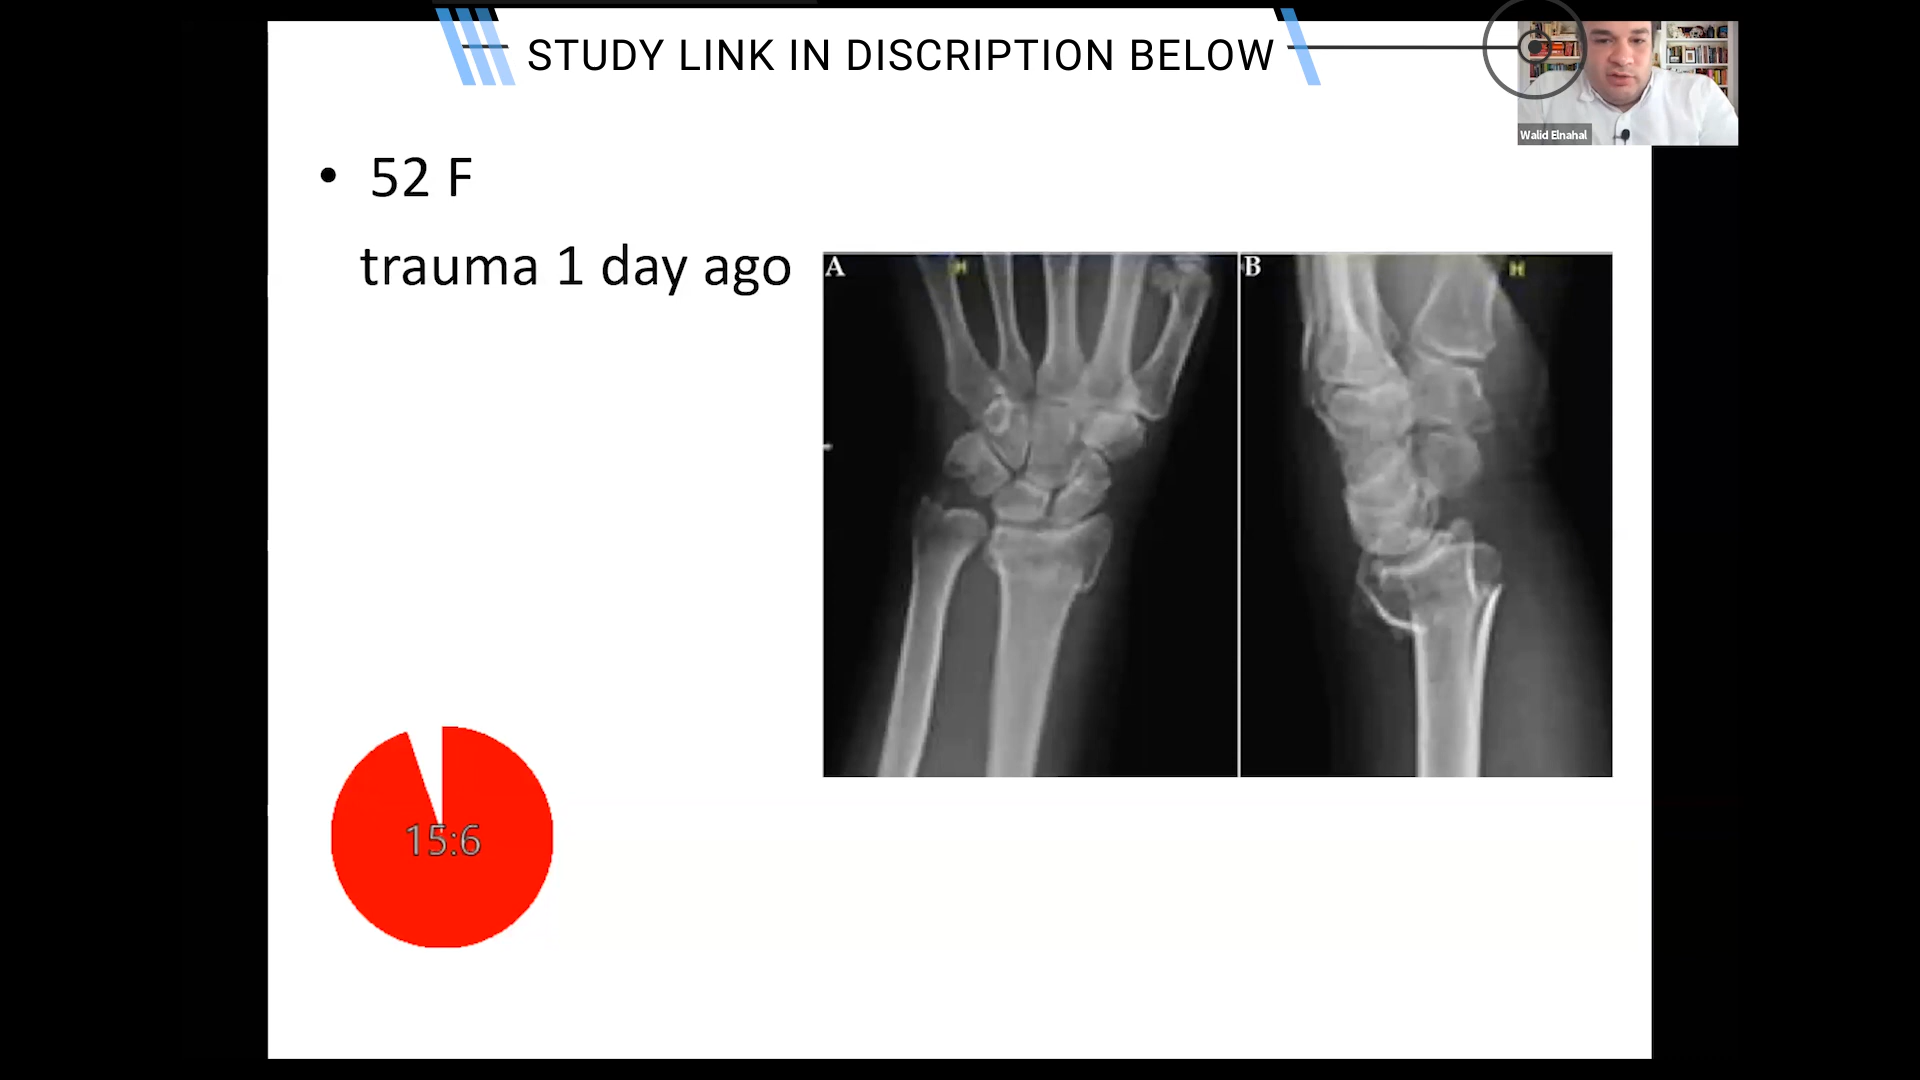 STUDY LINK IN DISCRIPTION BELOW
Walid Elnahal
• 52 F
trauma 1 day ago
A
H
B
H
15:6